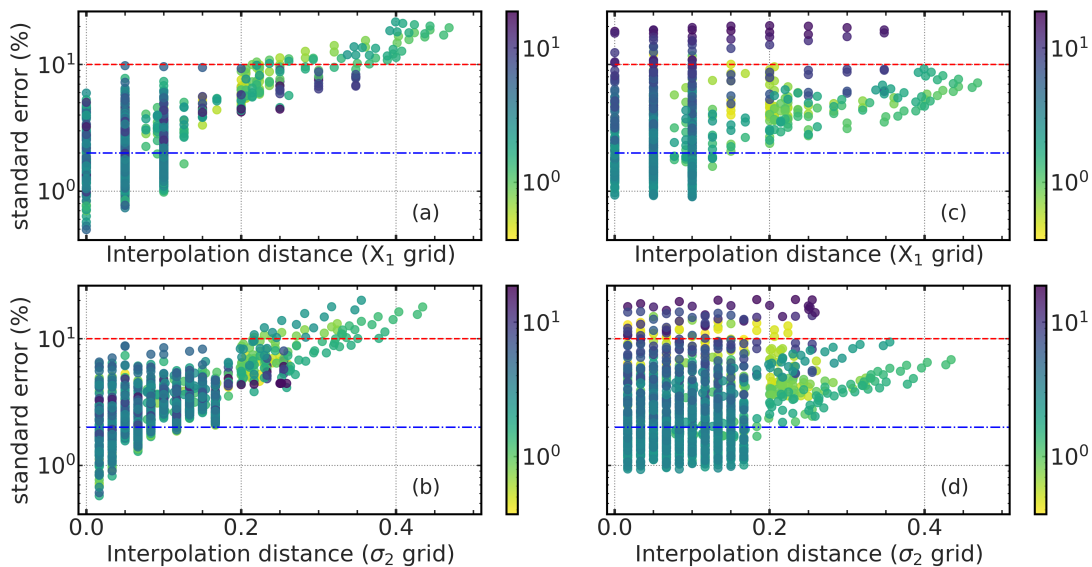 standard error (%)
10¹
10⁰
(a)
Interpolation distance (X₁ grid)
10¹
10⁰
(c)
Interpolation distance (X₁ grid)
10¹
10⁰
standard error (%)
10¹
10⁰
(b)
0.0 0.2 0.4
Interpolation distance (σ₂ grid)
10¹
10⁰
(d)
0.0 0.2 0.4
Interpolation distance (σ₂ grid)
10¹
10⁰